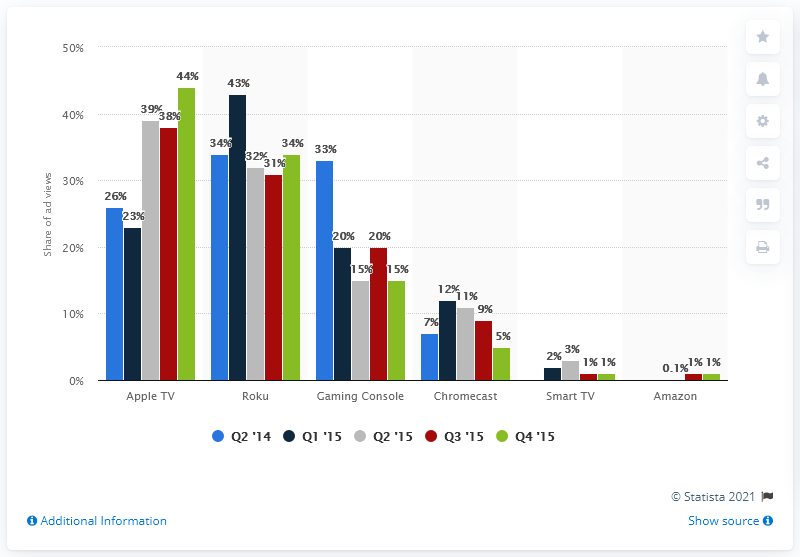 50%
40%
30%
20%
10%
0%
Share of ad views
26% 23% 39% 38% 44%
34% 43% 32% 31% 34%
33% 20% 15% 20% 15%
7% 12% 11% 9% 5%
2% 3% 1% 1%
0.1% 1% 1%
Apple TV Roku Gaming Console Chromecast Smart TV Amazon
Q2 '14 Q1 '15 Q2 '15 Q3 '15 Q4 '15
© Statista 2021
Additional Information Show source